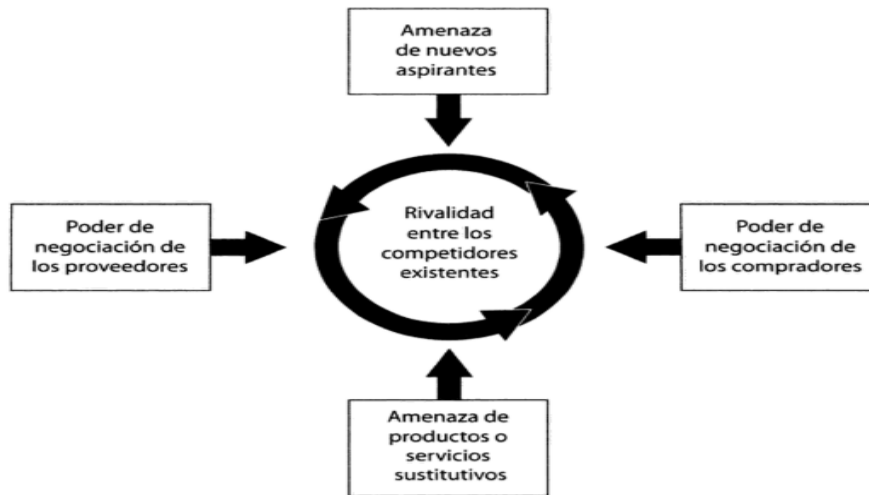 Amenaza
de nuevos
aspirantes
Poder de
negociación de
los proveedores
Rivalidad
entre los
competidores
existentes
Poder de
negociación de
los compradores
Amenaza de
productos o
servicios
sustitutivos